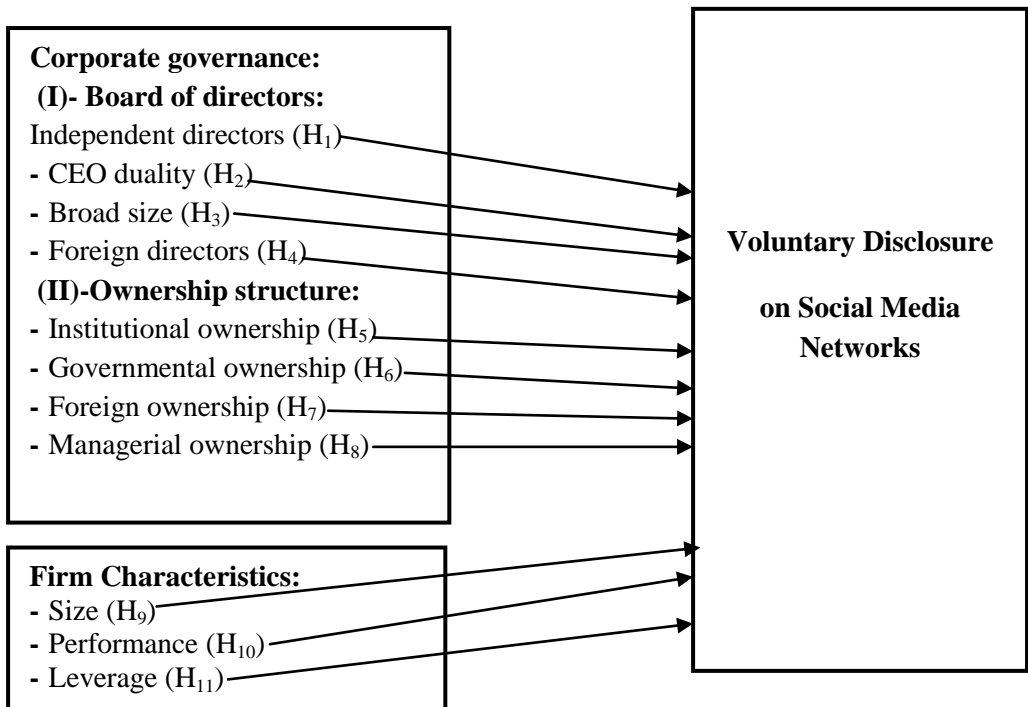 Corporate governance:
(I)- Board of directors:
Independent directors (H₁)
- CEO duality (H₂)
- Broad size (H₃)
- Foreign directors (H₄)
(II)-Ownership structure:
- Institutional ownership (H₅)
- Governmental ownership (H₆)
- Foreign ownership (H₇)
- Managerial ownership (H₈)
Firm Characteristics:
- Size (H₉)
- Performance (H₁₀)
- Leverage (H₁₁)
Voluntary Disclosure
on Social Media
Networks